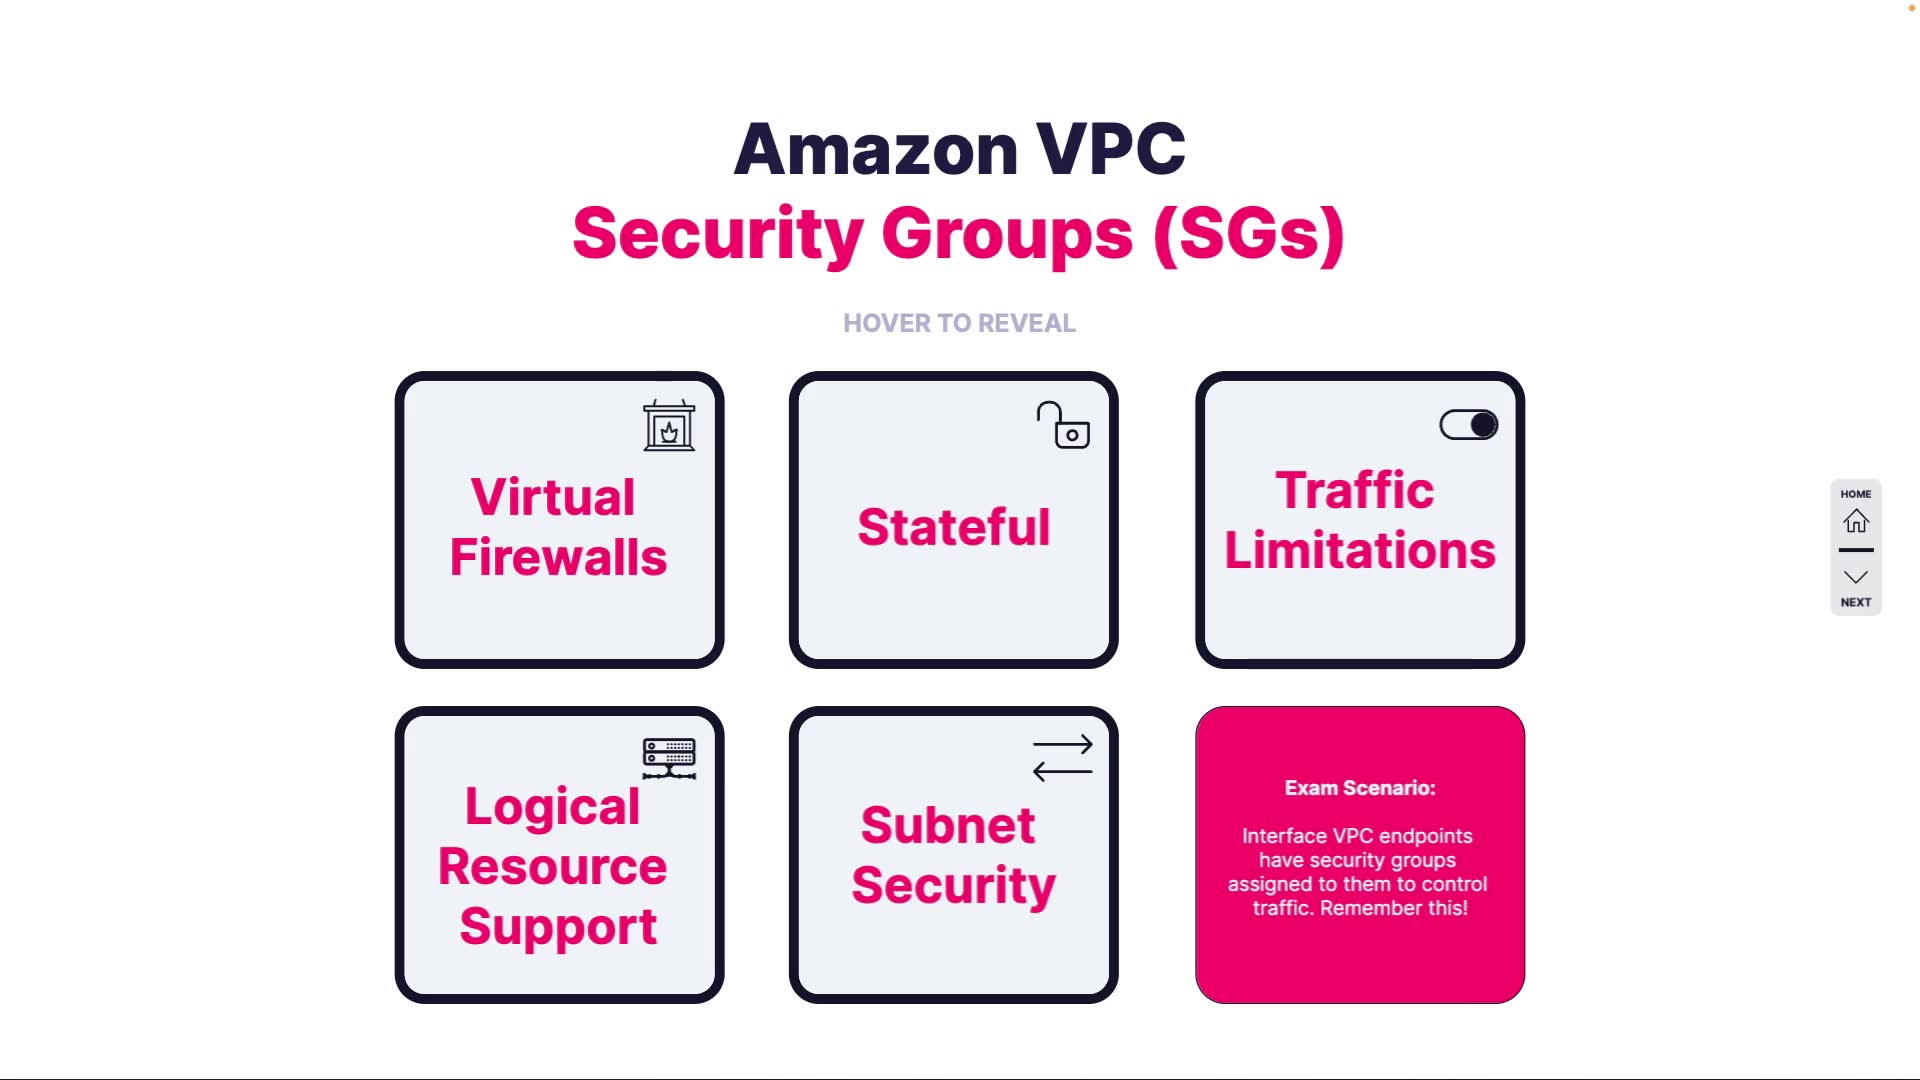 Amazon VPC
Security Groups (SGs)
HOVER TO REVEAL
Virtual
Firewalls
Stateful
Traffic
Limitations
Logical
Resource
Support
Subnet
Security
Exam Scenario:
Interface VPC endpoints
have security groups
assigned to them to control
traffic. Remember this!
HOME
NEXT